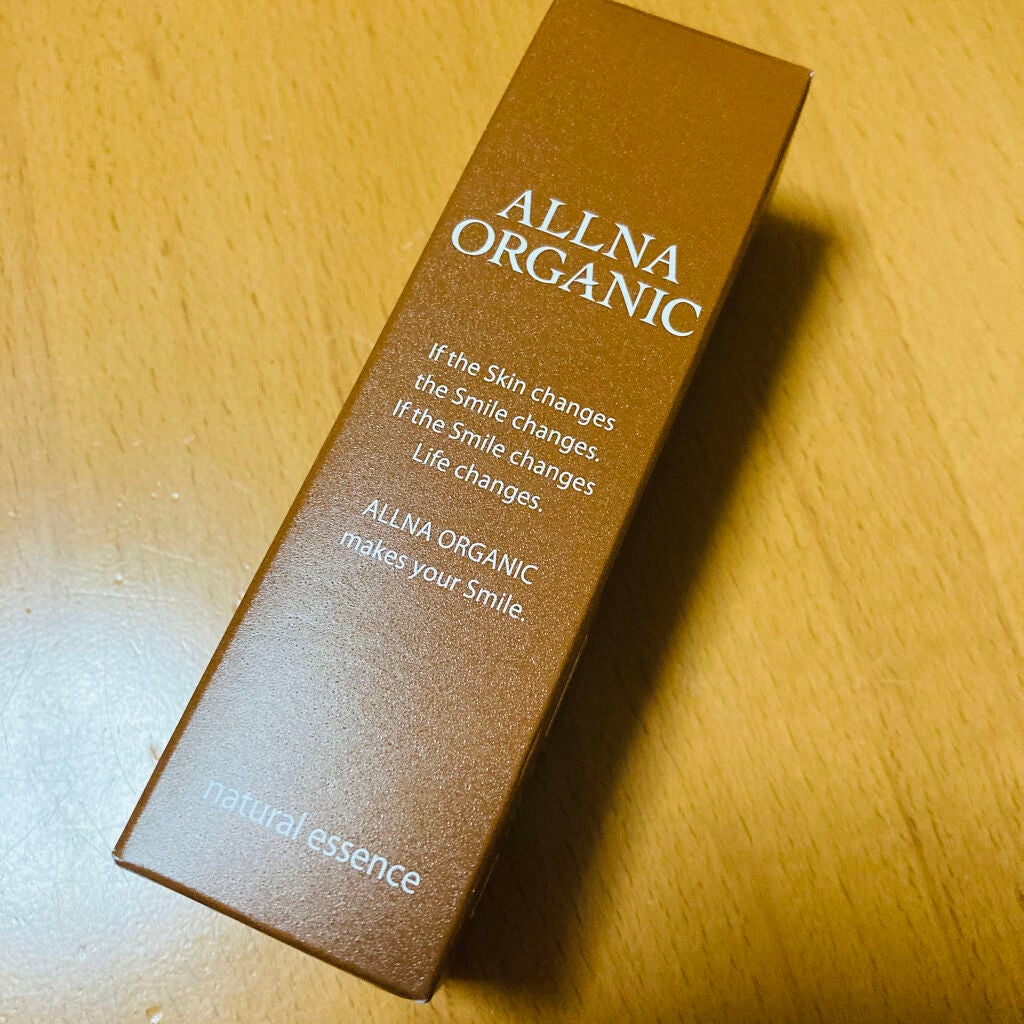 ALLNA
ORGANIC
If the Skin changes
the Smile changes.
If the Smile changes
Life changes.
ALLNA ORGANIC
makes your Smile.
natural essence